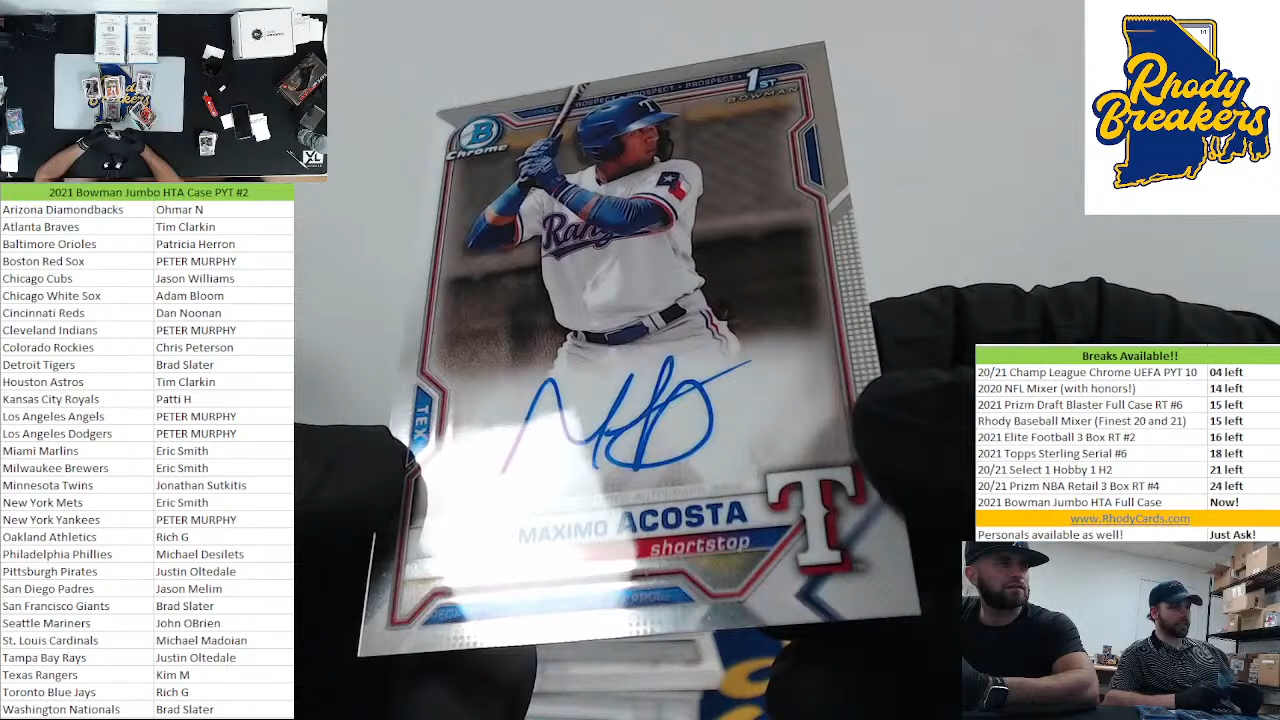 2021 Bowman Jumbo HTA Case PYT #2
Arizona Diamondbacks Ohmar N
Atlanta Braves Tim Clarkin
Baltimore Orioles Patricia Herron
Boston Red Sox PETER MURPHY
Chicago Cubs Jason Williams
Chicago White Sox Adam Bloom
Cincinnati Reds Dan Noonan
Cleveland Indians PETER MURPHY
Colorado Rockies Chris Peterson
Detroit Tigers Brad Slater
Houston Astros Tim Clarkin
Kansas City Royals Patti H
Los Angeles Angels PETER MURPHY
Los Angeles Dodgers PETER MURPHY
Miami Marlins Eric Smith
Milwaukee Brewers Eric Smith
Minnesota Twins Jonathan Sutkitis
New York Mets Eric Smith
New York Yankees PETER MURPHY
Oakland Athletics Rich G
Philadelphia Phillies Michael Desilets
Pittsburgh Pirates Justin Oltedale
San Diego Padres Jason Melim
San Francisco Giants Brad Slater
Seattle Mariners John OBrien
St. Louis Cardinals Michael Madoian
Tampa Bay Rays Justin Oltedale
Texas Rangers Kim M
Toronto Blue Jays Rich G
Washington Nationals Brad Slater
XL
PROSPECT • PROSPECT • PROSPECT •
1ST
BOWMAN
B
Chrome
T
Rangers
TEX
MAXIMO ACOSTA
shortstop
T
Rhody
Breakers
Breaks Available!!
20/21 Champ League Chrome UEFA PYT 10 04 left
2020 NFL Mixer (with honors!) 14 left
2021 Prizm Draft Blaster Full Case RT #6 15 left
Rhody Baseball Mixer (Finest 20 and 21) 15 left
2021 Elite Football 3 Box RT #2 16 left
2021 Topps Sterling Serial #6 18 left
20/21 Select 1 Hobby 1 H2 21 left
20/21 Prizm NBA Retail 3 Box RT #4 24 left
2021 Bowman Jumbo HTA Full Case Now!
www.RhodyCards.com
Personals available as well! Just Ask!